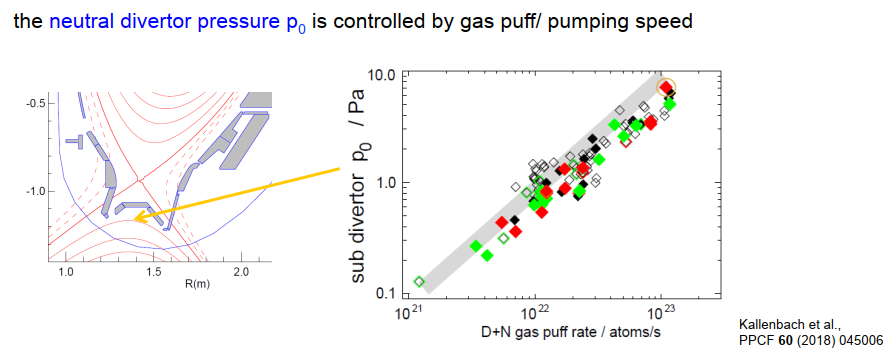 the neutral divertor pressure p0 is controlled by gas puff/ pumping speed
-0.5
-1.0
1.0 1.5 2.0
R(m)
sub divertor p0 / Pa
10.0
1.0
0.1
10^21 10^22 10^23
D+N gas puff rate / atoms/s
Kallenbach et al.,
PPCF 60 (2018) 045006